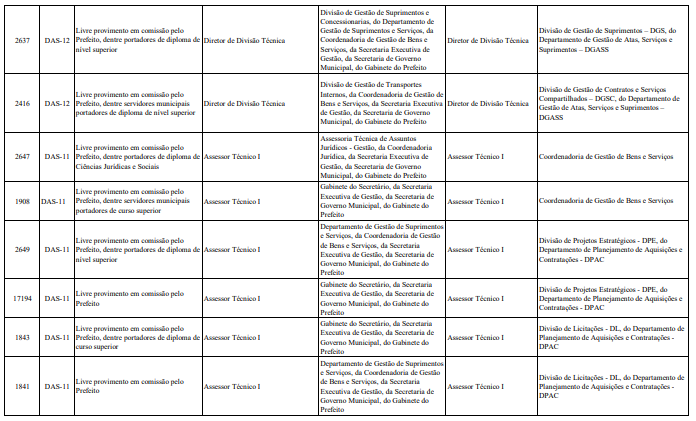 2637
DAS-12
Livre provimento em comissão pelo
Prefeito, dentre portadores de diploma de
nível superior
Diretor de Divisão Técnica
Divisão de Gestão de Suprimentos e
Concessionarias, do Departamento de
Gestão de Suprimentos e Serviços, da
Coordenadoria de Gestão de Bens e
Serviços, da Secretaria Executiva de
Gestão, da Secretaria de Governo
Municipal, do Gabinete do Prefeito
Diretor de Divisão Técnica
Divisão de Gestão de Suprimentos – DGS, do
Departamento de Gestão de Atas, Serviços e
Suprimentos – DGASS
2416
DAS-12
Livre provimento em comissão pelo
Prefeito, dentre servidores municipais
portadores de diploma de nível superior
Diretor de Divisão Técnica
Divisão de Gestão de Transportes
Internos, da Coordenadoria de Gestão de
Bens e Serviços, da Secretaria Executiva
de Gestão, da Secretaria de Governo
Municipal, do Gabinete do Prefeito
Diretor de Divisão Técnica
Divisão de Gestão de Contratos e Serviços
Compartilhados – DGSC, do Departamento de
Gestão de Atas, Serviços e Suprimentos –
DGASS
2647
DAS-11
Livre provimento em comissão pelo
Prefeito, dentre portadores de diploma de
Ciências Jurídicas e Sociais
Assessor Técnico I
Assessoria Técnica de Assuntos
Jurídicos - Gestão, da Coordenadoria
Jurídica, da Secretaria Executiva de
Gestão, da Secretaria de Governo
Municipal do Gabinete do Prefeito
Assessor Técnico I
Coordenadoria de Gestão de Bens e Serviços
1908
DAS-11
Livre provimento em comissão pelo
Prefeito, dentre servidores municipais
portadores de curso superior
Assessor Técnico I
Gabinete do Secretário, da Secretaria
Executiva de Gestão, da Secretaria de
Governo Municipal, do Gabinete do
Prefeito
Assessor Técnico I
Coordenadoria de Gestão de Bens e Serviços
2649
DAS-11
Livre provimento em comissão pelo
Prefeito, dentre portadores de diploma de
nível superior
Assessor Técnico I
Departamento de Gestão de Suprimentos
e Serviços, da Coordenadoria de Gestão
de Bens e Serviços, da Secretaria
Executiva de Gestão, da Secretaria de
Governo Municipal, do Gabinete do
Prefeito
Assessor Técnico I
Divisão de Projetos Estratégicos - DPE, do
Departamento de Planejamento de Aquisições e
Contratações - DPAC
17194
DAS-11
Livre provimento em comissão pelo
Prefeito
Assessor Técnico I
Gabinete do Secretário, da Secretaria
Executiva de Gestão, da Secretaria de
Governo Municipal, do Gabinete do
Prefeito
Assessor Técnico I
Divisão de Projetos Estratégicos - DPE, do
Departamento de Planejamento de Aquisições e
Contratações - DPAC
1843
DAS-11
Livre provimento em comissão pelo
Prefeito, dentre portadores de diploma de
curso superior
Assessor Técnico I
Gabinete do Secretário, da Secretaria
Executiva de Gestão, da Secretaria de
Governo Municipal, do Gabinete do
Prefeito
Assessor Técnico I
Divisão de Licitações - DL, do Departamento de
Planejamento de Aquisições e Contratações -
DPAC
1841
DAS-11
Livre provimento em comissão pelo
Prefeito
Assessor Técnico I
Departamento de Gestão de Suprimentos
e Serviços, da Coordenadoria de Gestão
de Bens e Serviços, da Secretaria
Executiva de Gestão, da Secretaria de
Governo Municipal, do Gabinete do
Prefeito
Assessor Técnico I
Divisão de Licitações - DL, do Departamento de
Planejamento de Aquisições e Contratações -
DPAC